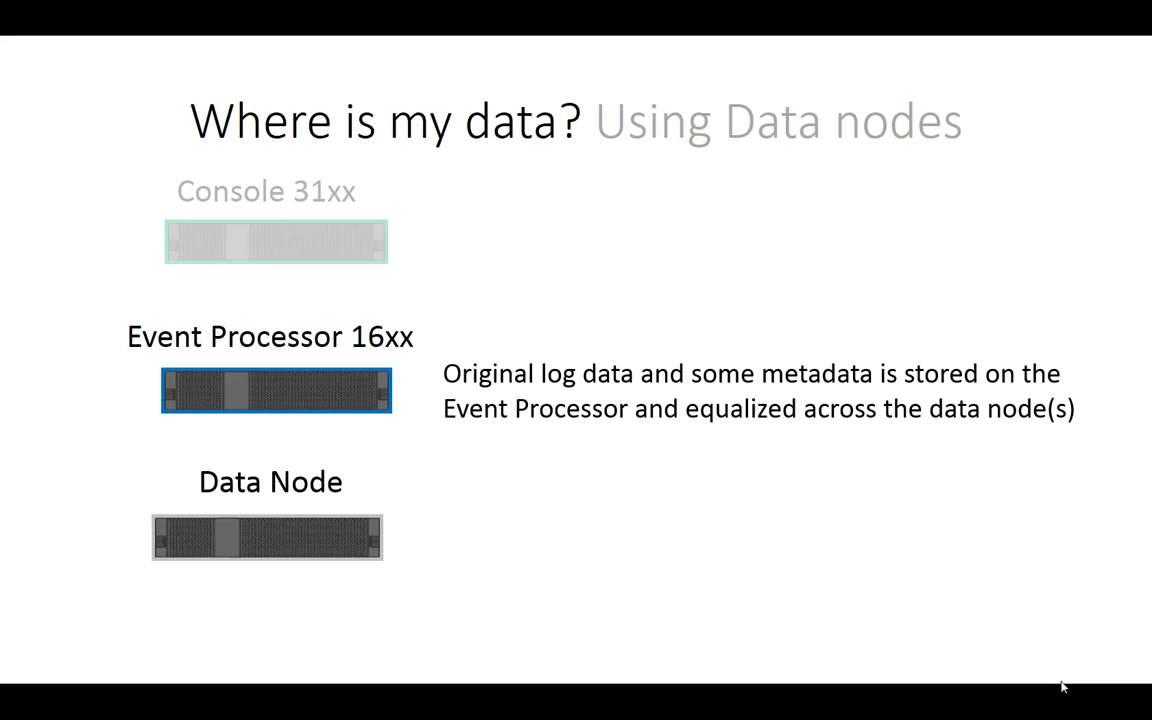 Where is my data? Using Data nodes
Console 31xx
Event Processor 16xx
Original log data and some metadata is stored on the
Event Processor and equalized across the data node(s)
Data Node